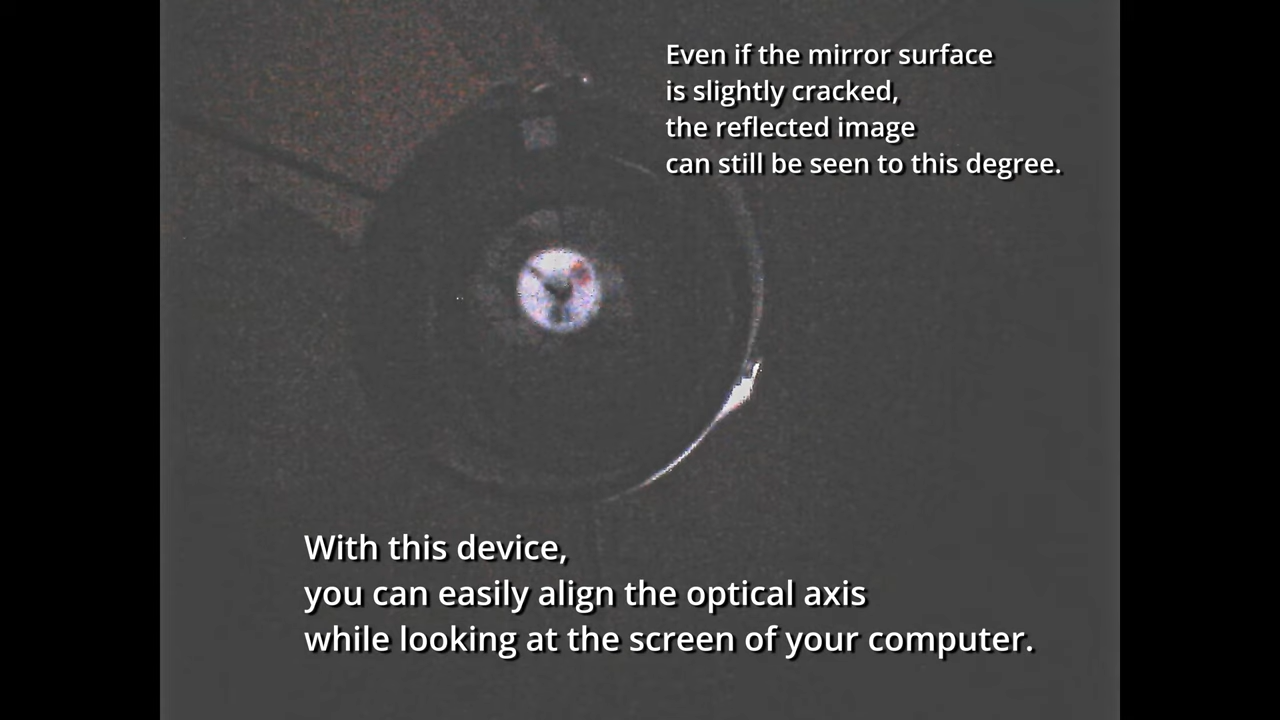 Even if the mirror surface
is slightly cracked,
the reflected image
can still be seen to this degree.
With this device,
you can easily align the optical axis
while looking at the screen of your computer.